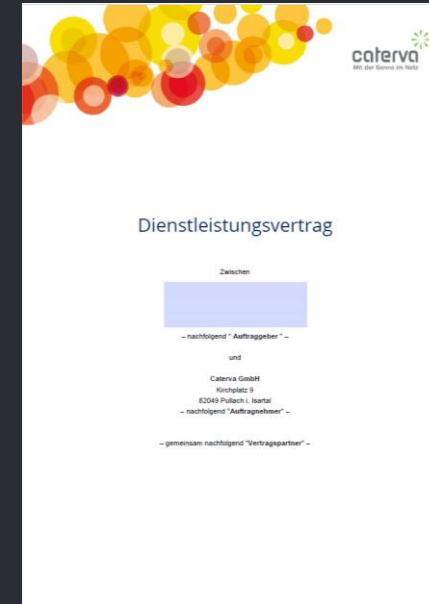 caterva
Mit der Sonne im Netz
Dienstleistungsvertrag
Zwischen
– nachfolgend " Auftraggeber " –
und
Caterva GmbH
Kirchplatz 9
82049 Pullach i. Isartal
– nachfolgend "Auftragnehmer" –
– gemeinsam nachfolgend "Vertragspartner" –